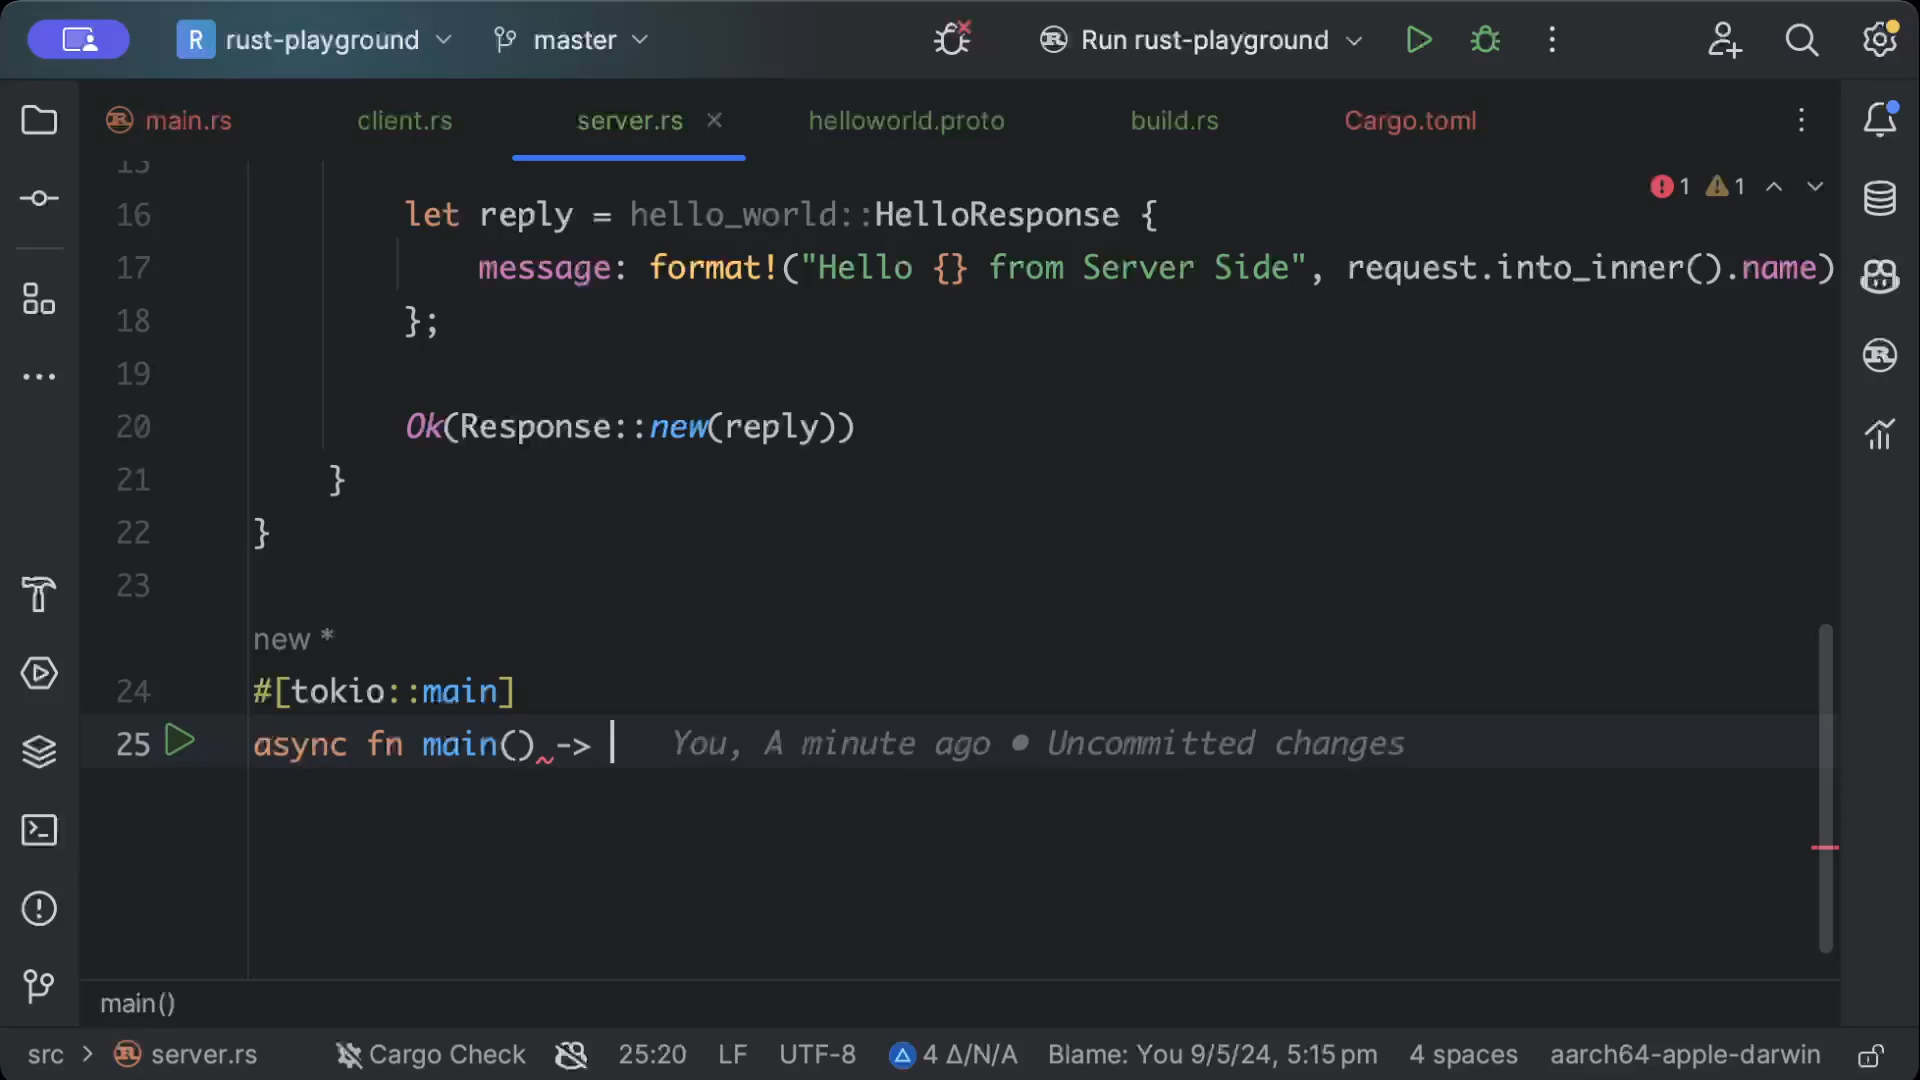 R rust-playground master Run rust-playground
main.rs client.rs server.rs helloworld.proto build.rs Cargo.toml
15
1 1
16 let reply = hello_world::HelloResponse {
17 message: format!("Hello {} from Server Side", request.into_inner().name)
18 };
19
20 Ok(Response::new(reply))
21 }
22 }
23
new *
24 #[tokio::main]
25 async fn main() -> You, A minute ago • Uncommitted changes
main()
src > server.rs Cargo Check 25:20 LF UTF-8 4 Δ/N/A Blame: You 9/5/24, 5:15 pm 4 spaces aarch64-apple-darwin